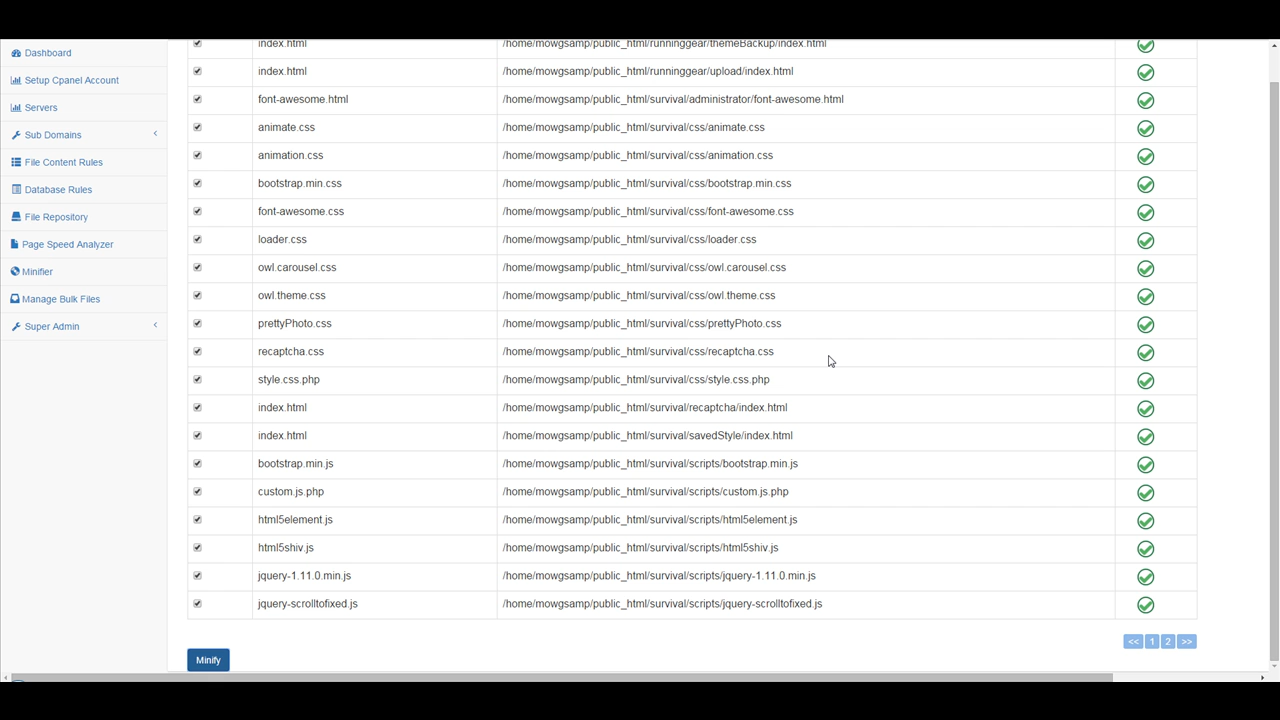 Dashboard
Setup Cpanel Account
Servers
Sub Domains
File Content Rules
Database Rules
File Repository
Page Speed Analyzer
Minifier
Manage Bulk Files
Super Admin
index.html /home/mowgsamp/public_html/runninggear/themeBackup/index.html
index.html /home/mowgsamp/public_html/runninggear/upload/index.html
font-awesome.html /home/mowgsamp/public_html/survival/administrator/font-awesome.html
animate.css /home/mowgsamp/public_html/survival/css/animate.css
animation.css /home/mowgsamp/public_html/survival/css/animation.css
bootstrap.min.css /home/mowgsamp/public_html/survival/css/bootstrap.min.css
font-awesome.css /home/mowgsamp/public_html/survival/css/font-awesome.css
loader.css /home/mowgsamp/public_html/survival/css/loader.css
owl.carousel.css /home/mowgsamp/public_html/survival/css/owl.carousel.css
owl.theme.css /home/mowgsamp/public_html/survival/css/owl.theme.css
prettyPhoto.css /home/mowgsamp/public_html/survival/css/prettyPhoto.css
recaptcha.css /home/mowgsamp/public_html/survival/css/recaptcha.css
style.css.php /home/mowgsamp/public_html/survival/css/style.css.php
index.html /home/mowgsamp/public_html/survival/recaptcha/index.html
index.html /home/mowgsamp/public_html/survival/savedStyle/index.html
bootstrap.min.js /home/mowgsamp/public_html/survival/scripts/bootstrap.min.js
custom.js.php /home/mowgsamp/public_html/survival/scripts/custom.js.php
html5element.js /home/mowgsamp/public_html/survival/scripts/html5element.js
html5shiv.js /home/mowgsamp/public_html/survival/scripts/html5shiv.js
jquery-1.11.0.min.js /home/mowgsamp/public_html/survival/scripts/jquery-1.11.0.min.js
jquery-scrolltofixed.js /home/mowgsamp/public_html/survival/scripts/jquery-scrolltofixed.js
<< 1 2 >>
Minify